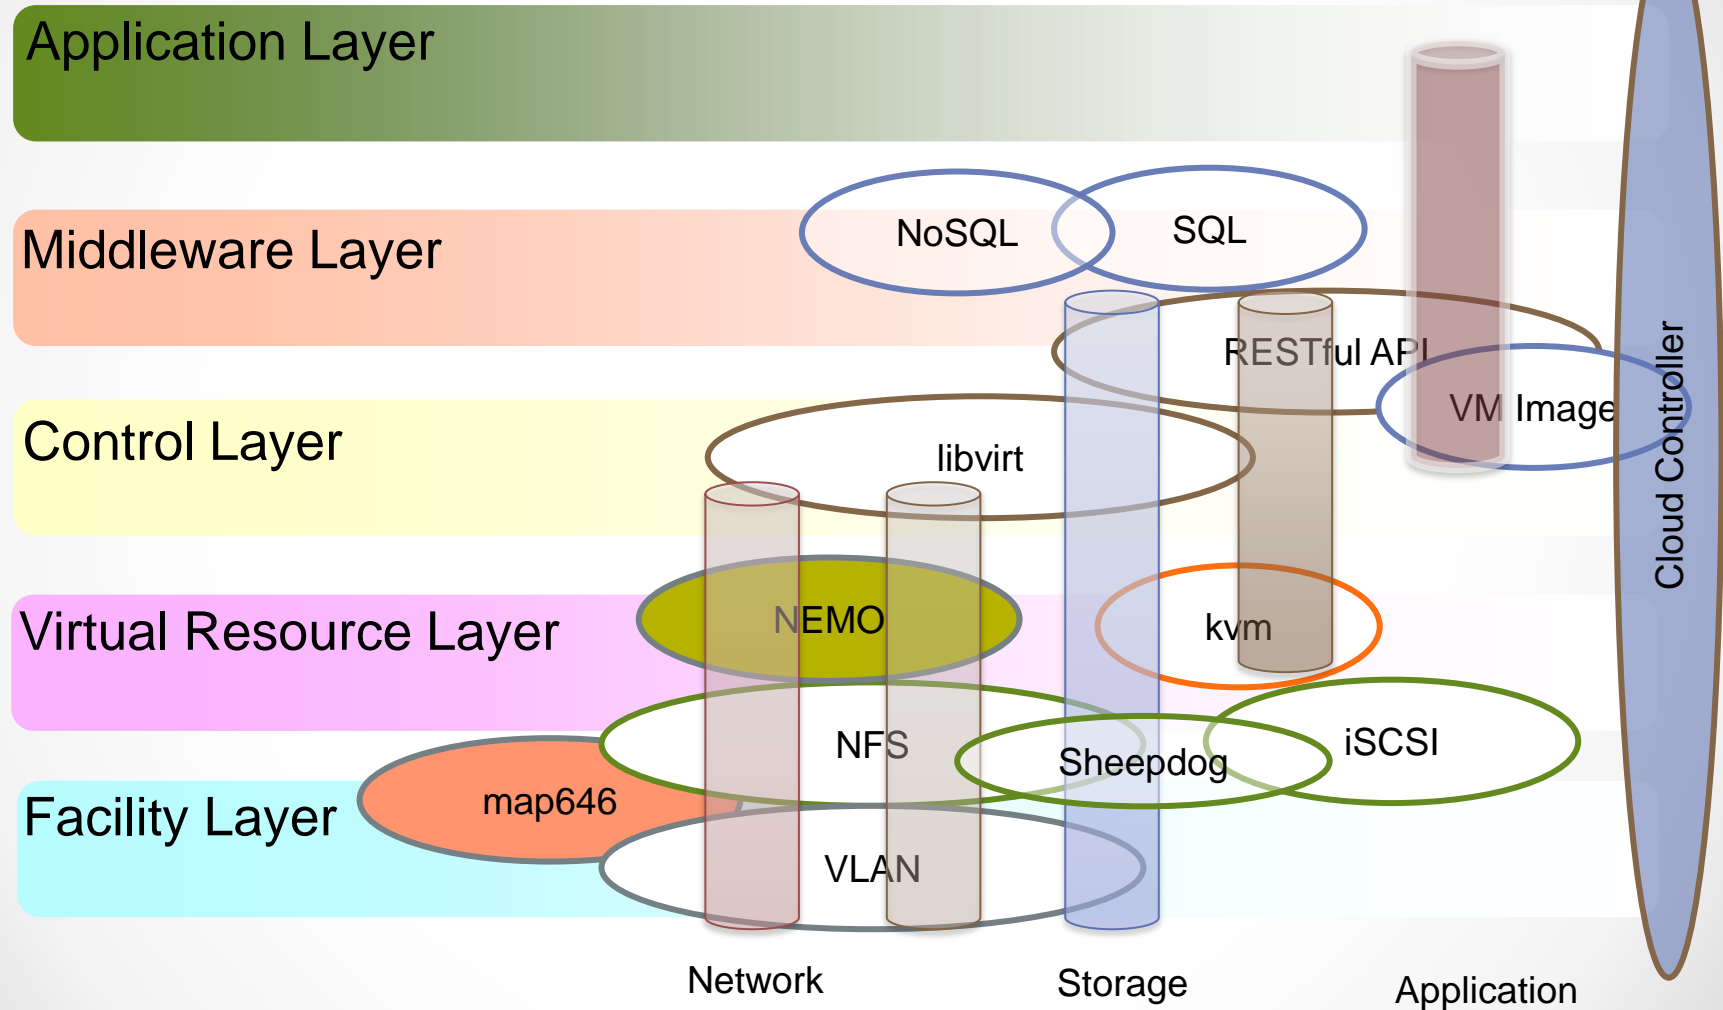 Application Layer
Middleware Layer
NoSQL
SQL
RESTful API
VM Image
Control Layer
libvirt
Cloud Controller
Virtual Resource Layer
NEMO
kvm
NFS
Sheepdog
iSCSI
Facility Layer
map646
VLAN
Network
Storage
Application